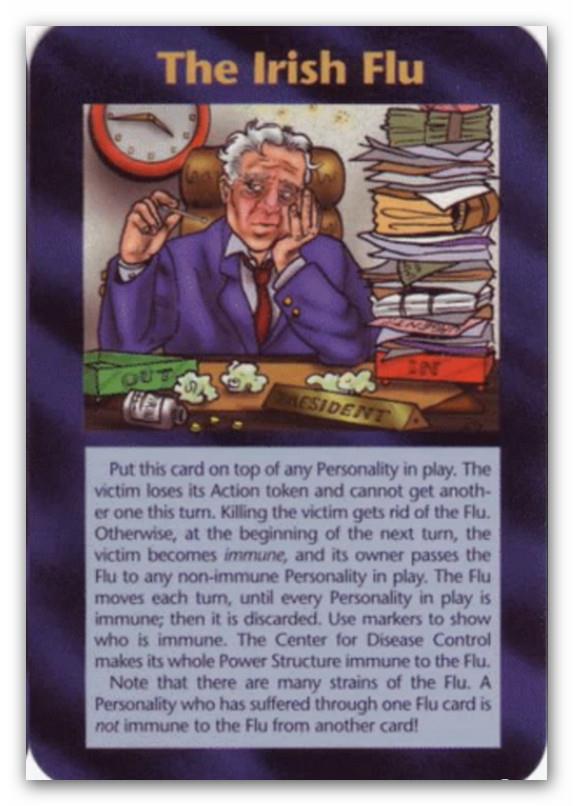 The Irish Flu
OUT
IN
PRESIDENT
Put this card on top of any Personality in play. The
victim loses its Action token and cannot get anoth-
er one this turn. Killing the victim gets rid of the Flu.
Otherwise, at the beginning of the next turn, the
victim becomes immune, and its owner passes the
Flu to any non-immune Personality in play. The Flu
moves each turn, until every Personality in play is
immune; then it is discarded. Use markers to show
who is immune. The Center for Disease Control
makes its whole Power Structure immune to the Flu.
Note that there are many strains of the Flu. A
Personality who has suffered through one Flu card is
not immune to the Flu from another card!